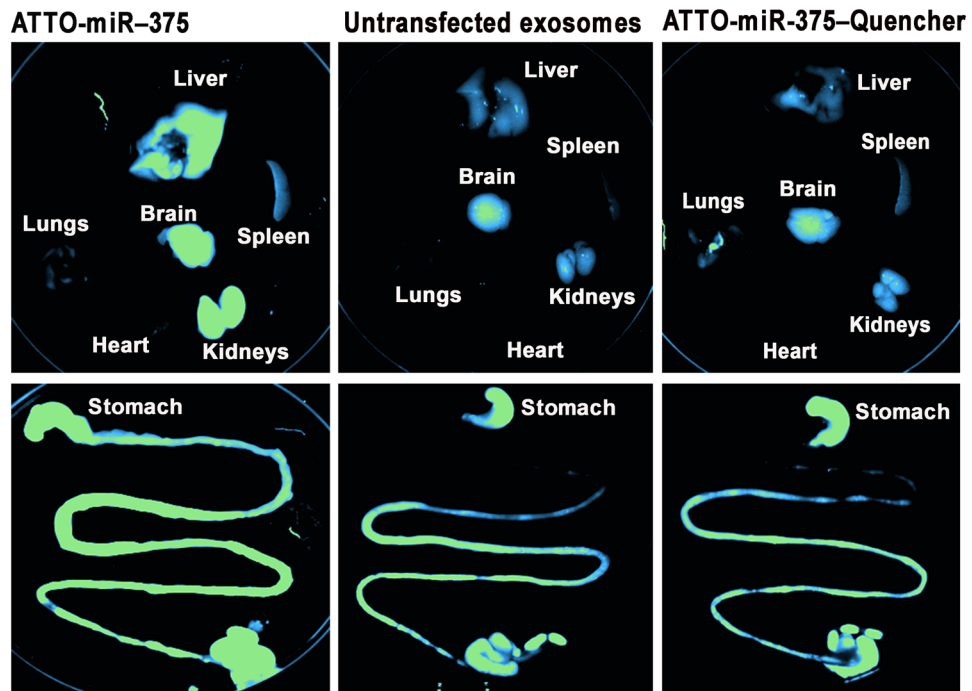 ATTO-miR–375
Untransfected exosomes
ATTO-miR-375–Quencher
Liver
Lungs
Brain
Spleen
Heart
Kidneys
Liver
Spleen
Brain
Lungs
Kidneys
Heart
Liver
Spleen
Brain
Lungs
Kidneys
Heart
Stomach
Stomach
Stomach